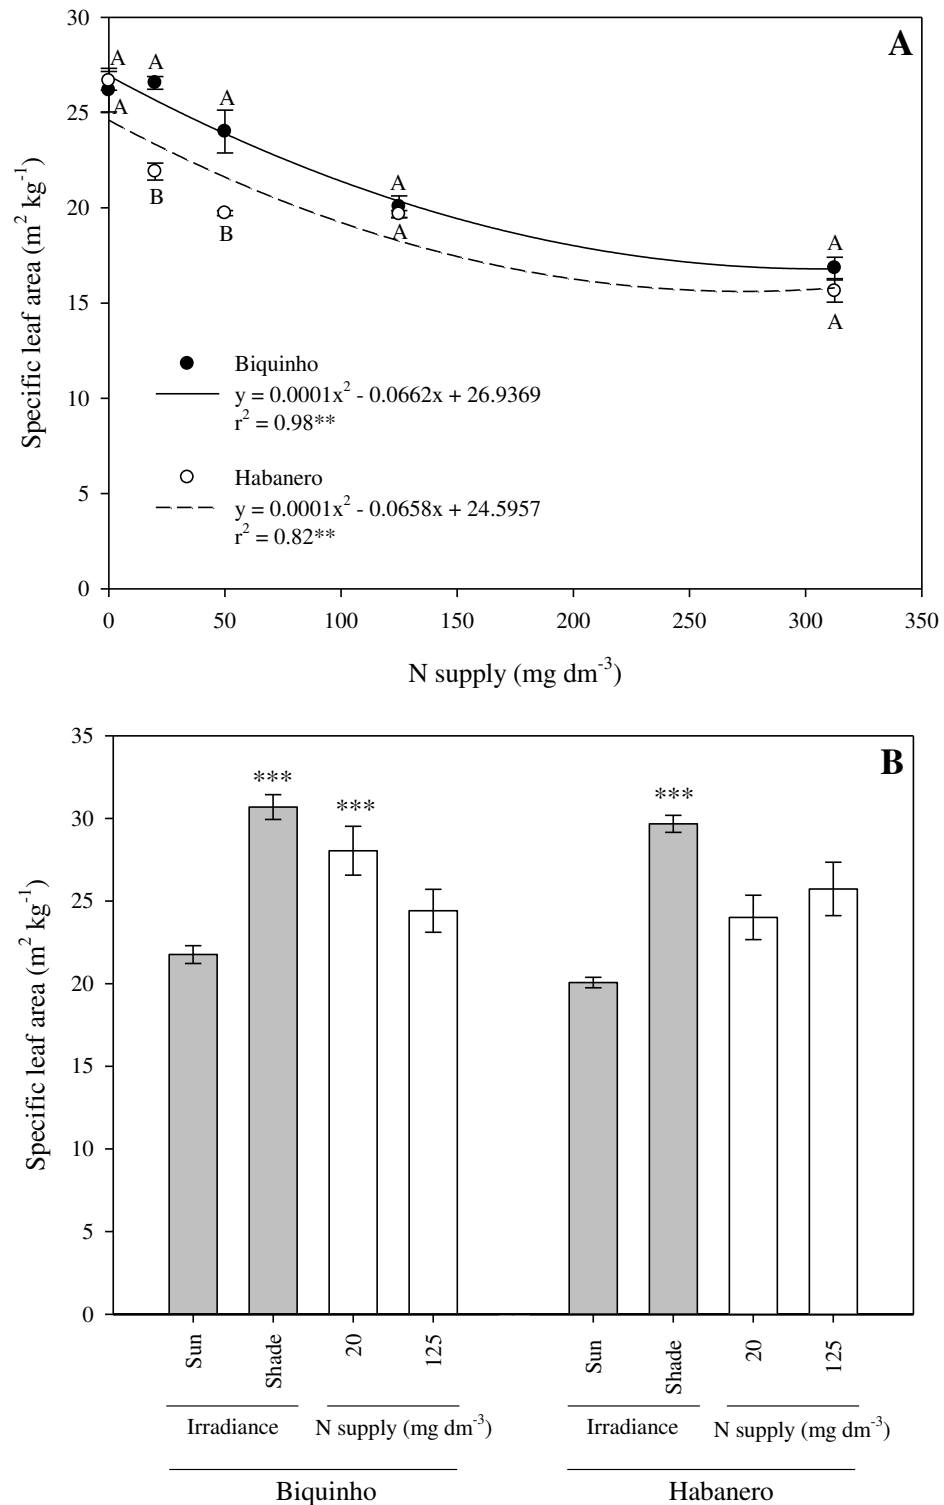 A
30
25
20
15
10
5
0
A
A
A
A
A
A
B
B
A
A
Specific leaf area (m² kg⁻¹)
Biquinho
y = 0.0001x² - 0.0662x + 26.9369
r² = 0.98**
Habanero
y = 0.0001x² - 0.0658x + 24.5957
r² = 0.82**
0 50 100 150 200 250 300 350
N supply (mg dm⁻³)
B
35
30
25
20
15
10
5
0
***
***
***
Specific leaf area (m² kg⁻¹)
Sun Shade 20 125 Sun Shade 20 125
Irradiance N supply (mg dm⁻³) Irradiance N supply (mg dm⁻³)
Biquinho Habanero